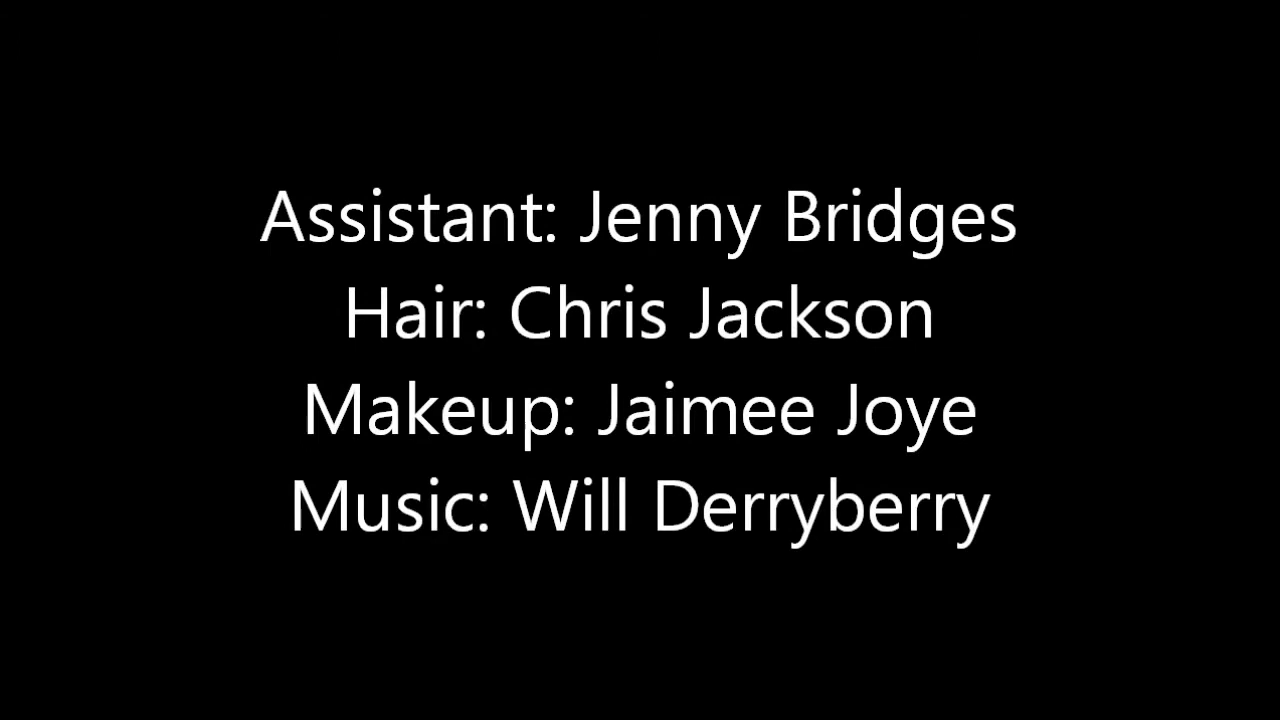 Assistant: Jenny Bridges
Hair: Chris Jackson
Makeup: Jaimee Joye
Music: Will Derryberry